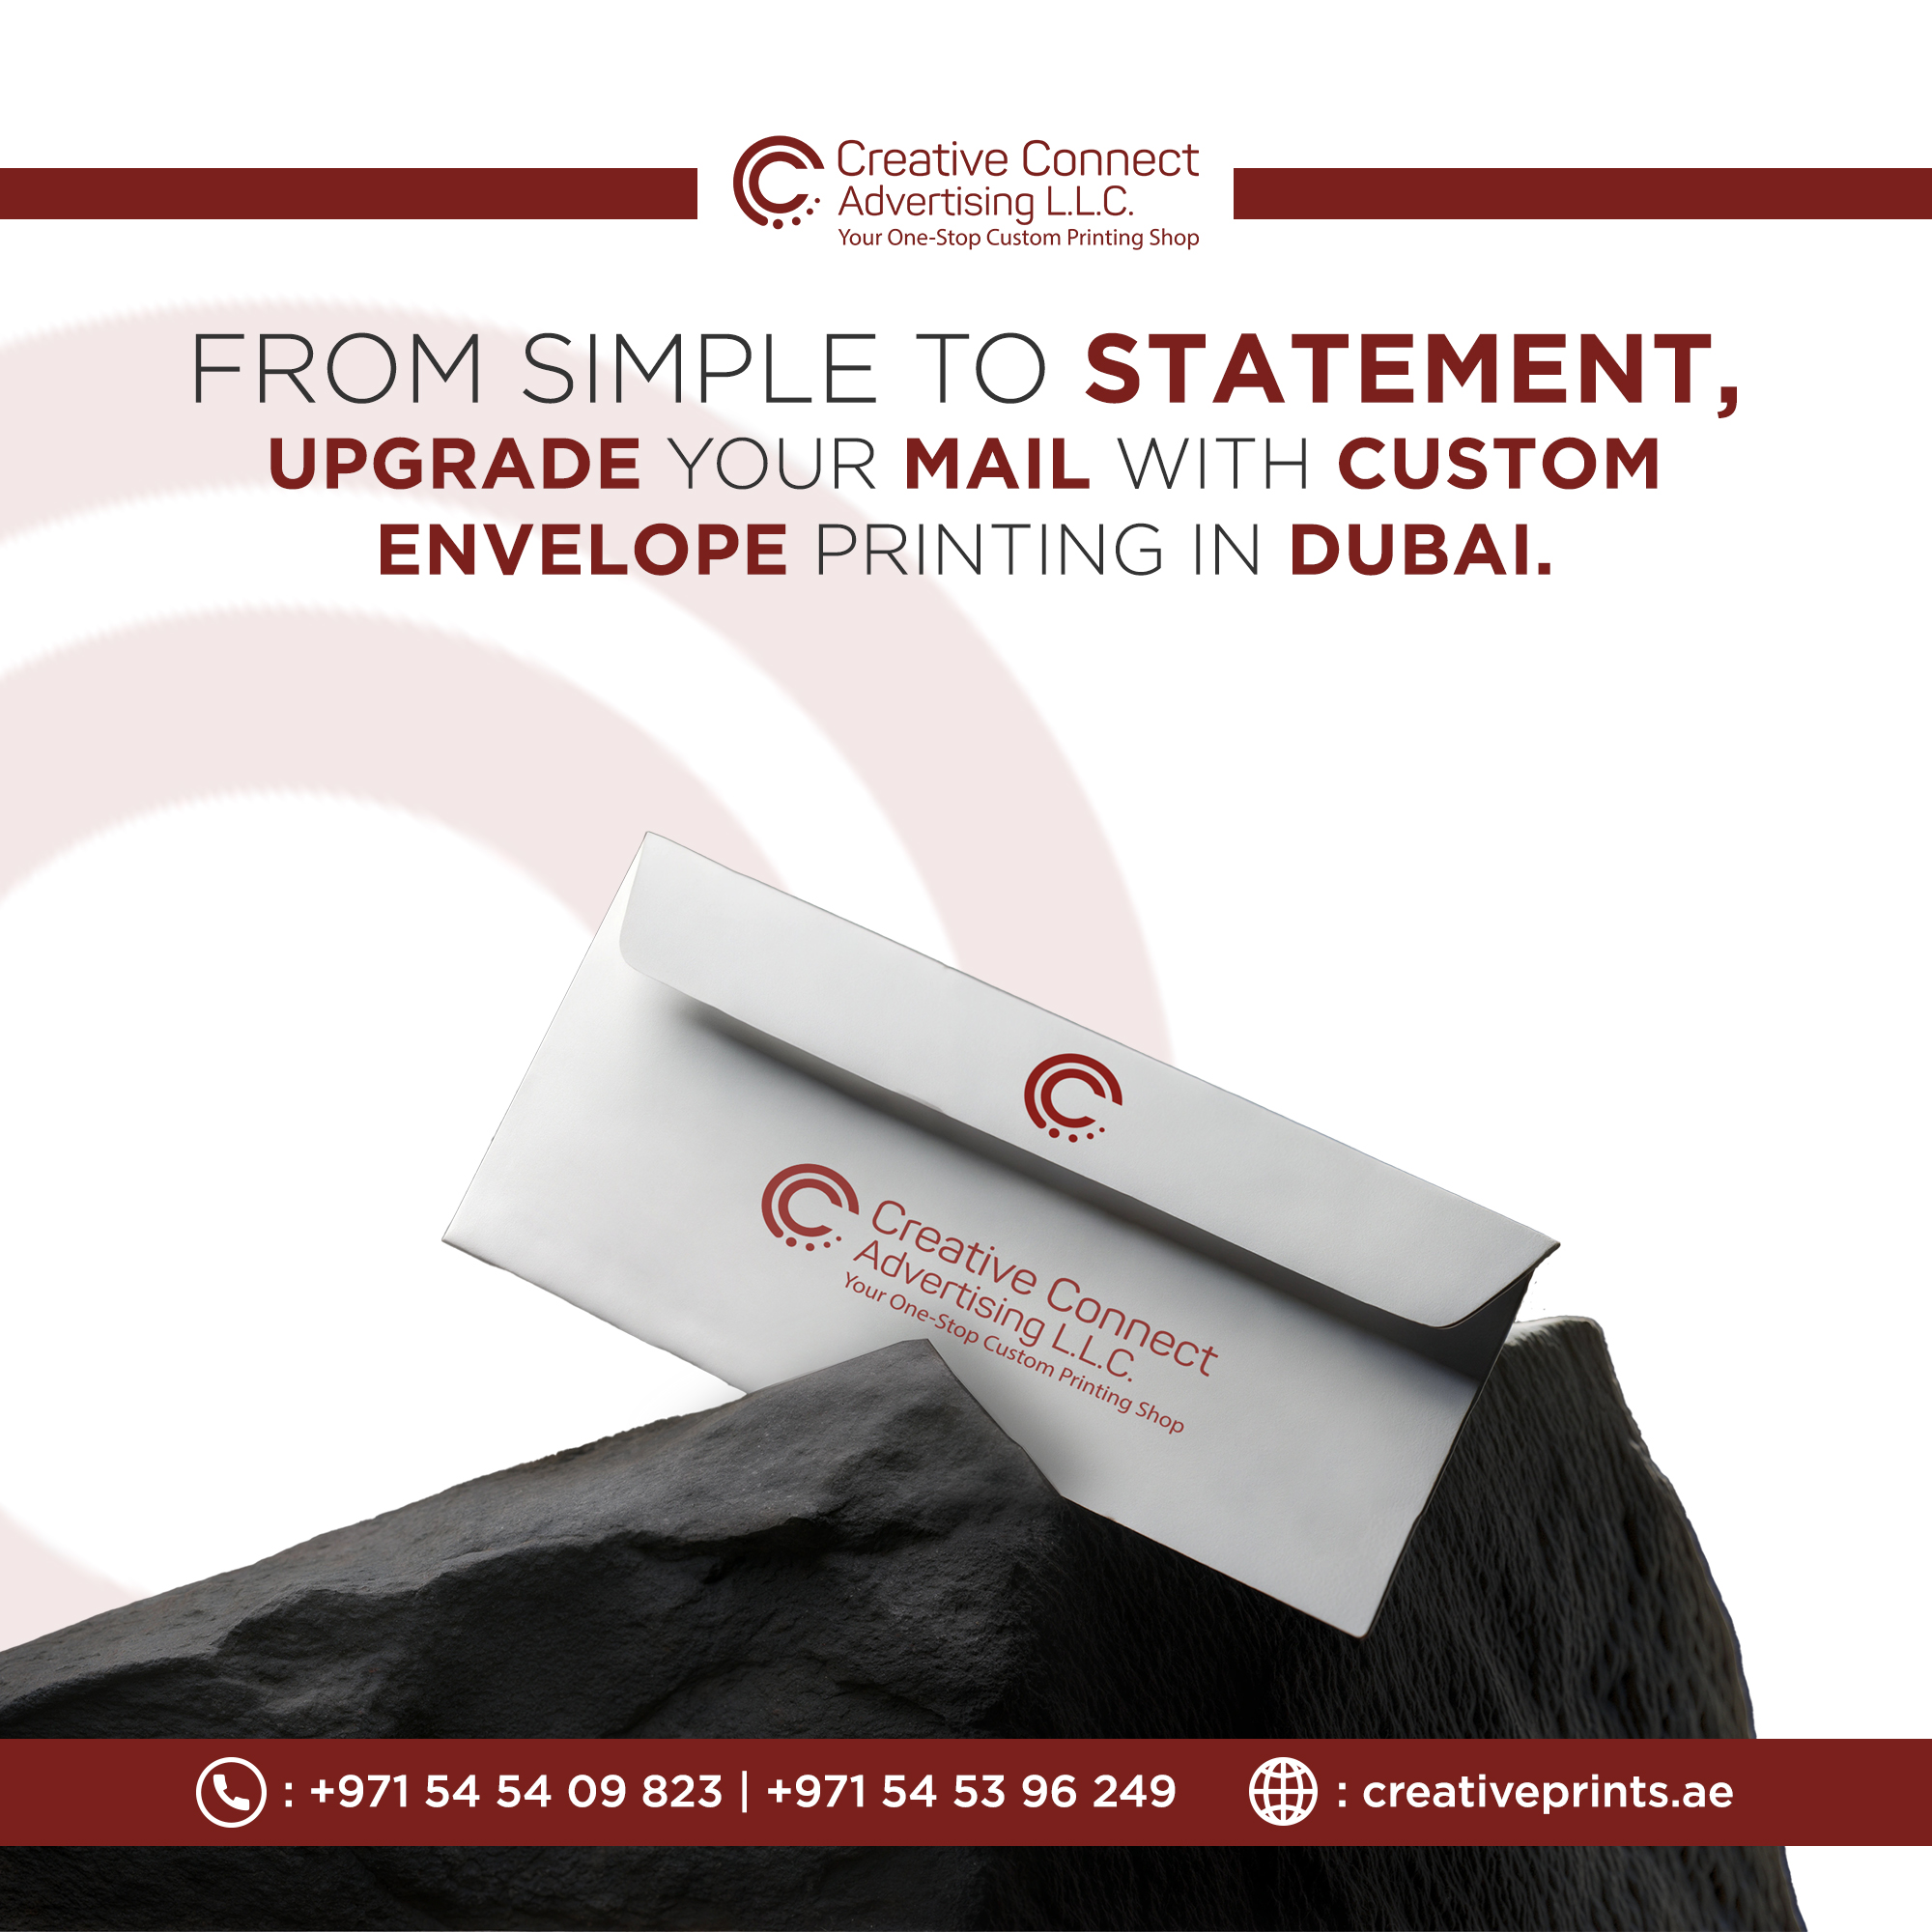 Creative Connect
Advertising L.L.C.
Your One-Stop Custom Printing Shop
FROM SIMPLE TO STATEMENT,
UPGRADE YOUR MAIL WITH CUSTOM
ENVELOPE PRINTING IN DUBAI.
Creative Connect
Advertising L.L.C.
Your One-Stop Custom Printing Shop
: +971 54 54 09 823 | +971 54 53 96 249
: creativeprints.ae